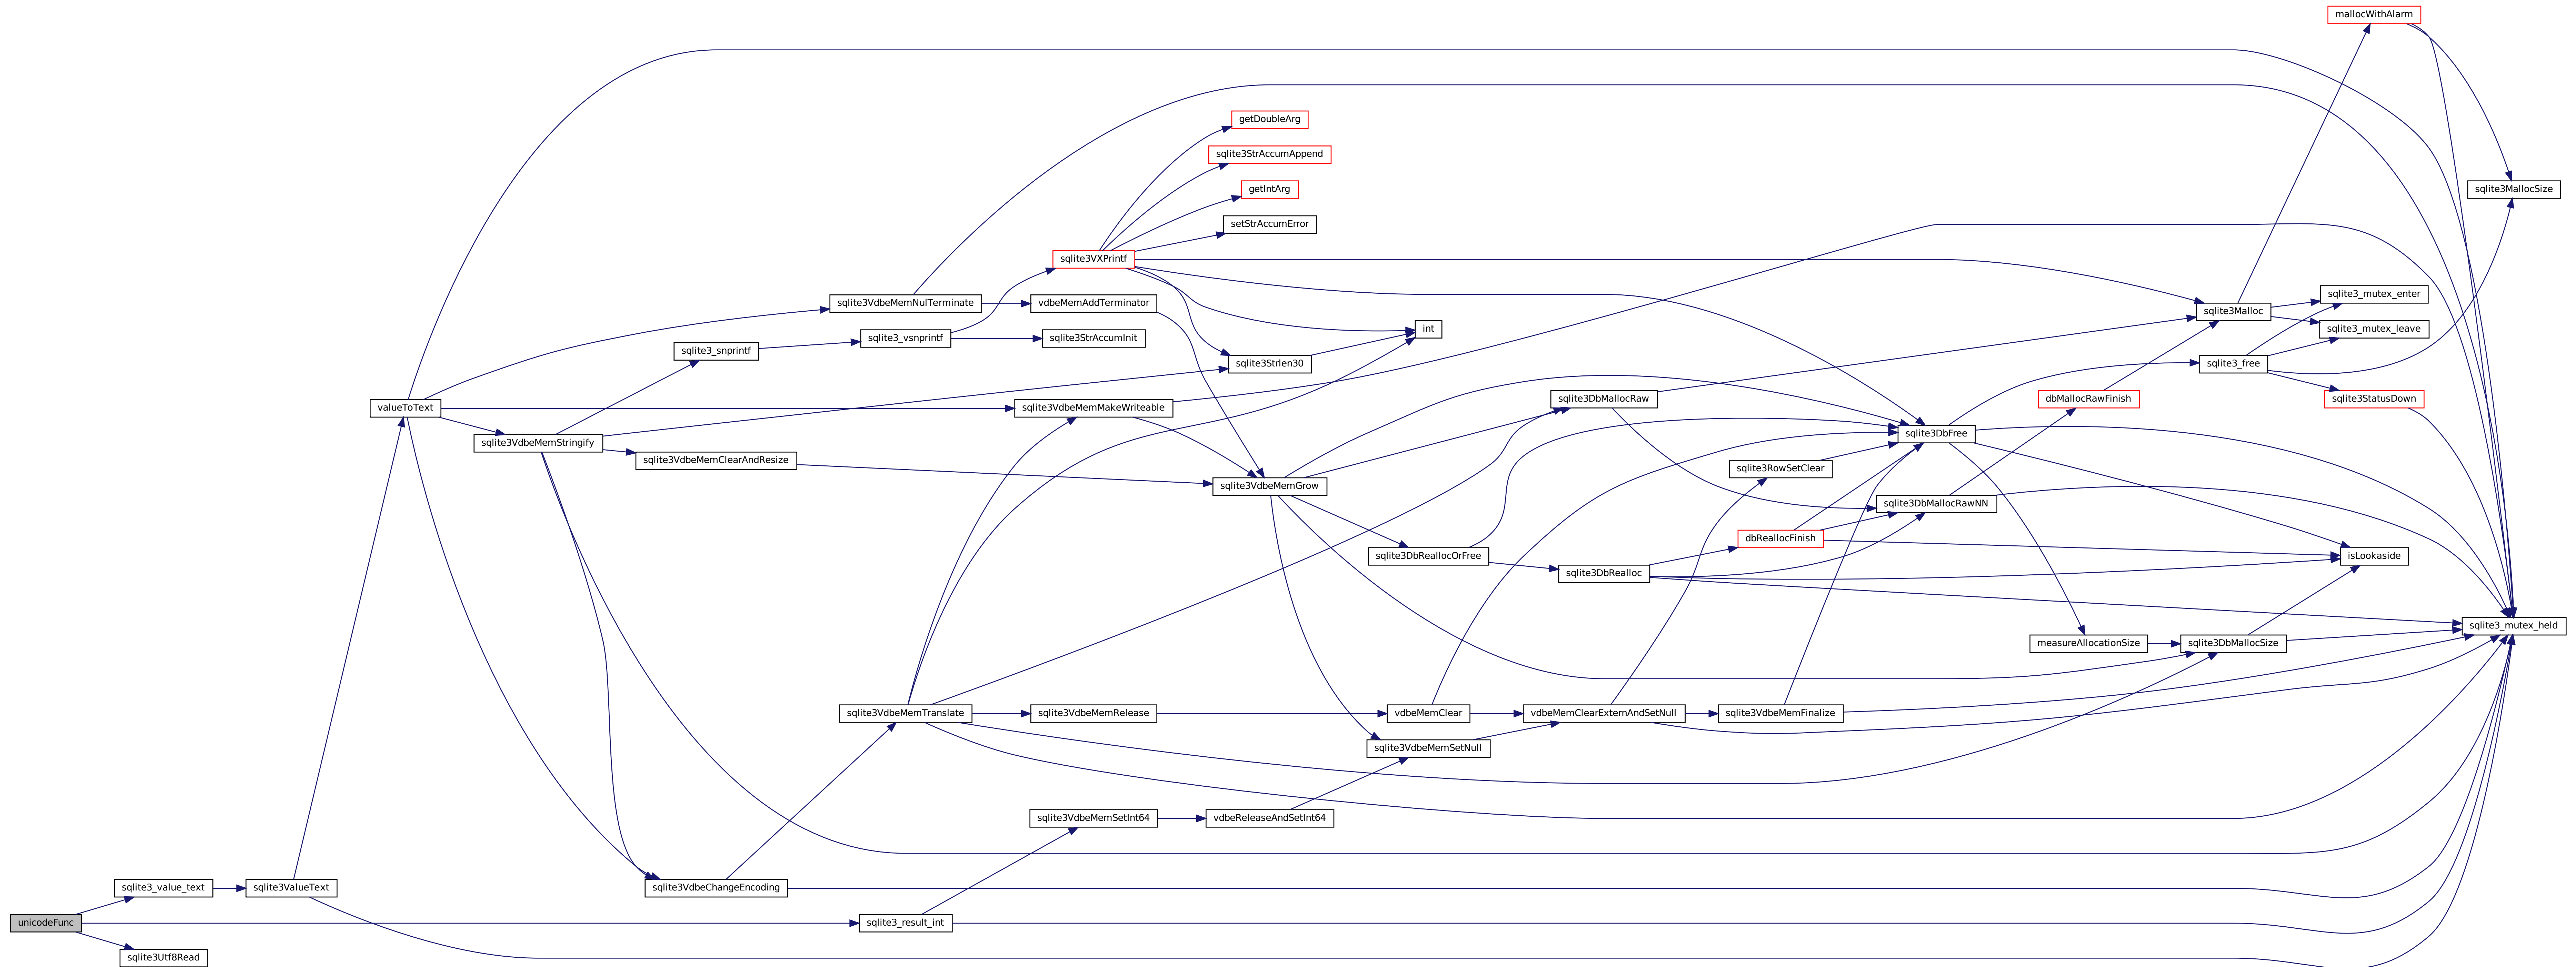 mallocWithAlarm
getDoubleArg
sqlite3StrAccumAppend
getIntArg
sqlite3MallocSize
setStrAccumError
sqlite3VXPrintf
sqlite3_mutex_enter
sqlite3VdbeMemNulTerminate
vdbeMemAddTerminator
sqlite3Malloc
int
sqlite3_mutex_leave
sqlite3_vsnprintf
sqlite3StrAccumInit
sqlite3_snprintf
sqlite3Strlen30
sqlite3_free
sqlite3DbMallocRaw
dbMallocRawFinish
sqlite3StatusDown
valueToText
sqlite3VdbeMemMakeWriteable
sqlite3DbFree
sqlite3VdbeMemStringify
sqlite3VdbeMemClearAndResize
sqlite3RowSetClear
sqlite3VdbeMemGrow
sqlite3DbMallocRawNN
dbReallocFinish
sqlite3DbReallocOrFree
isLookaside
sqlite3DbRealloc
sqlite3_mutex_held
measureAllocationSize
sqlite3DbMallocSize
sqlite3VdbeMemTranslate
sqlite3VdbeMemRelease
vdbeMemClear
vdbeMemClearExternAndSetNull
sqlite3VdbeMemFinalize
sqlite3VdbeMemSetNull
sqlite3VdbeMemSetInt64
vdbeReleaseAndSetInt64
sqlite3_value_text
sqlite3ValueText
sqlite3VdbeChangeEncoding
unicodeFunc
sqlite3_result_int
sqlite3Utf8Read